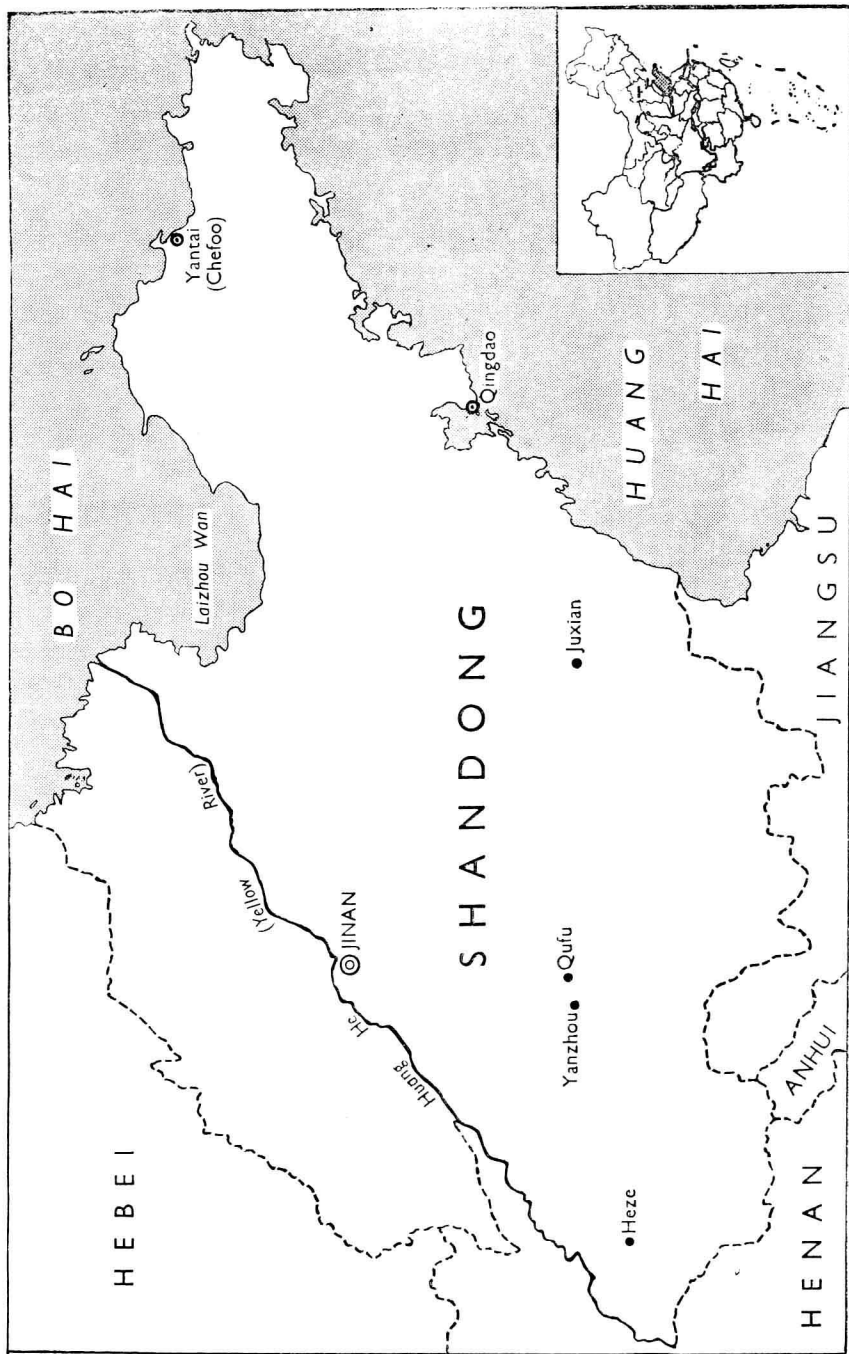 BO HAI
Laizhou Wan
Yantai
(Chefoo)
HEBEI
Huang He (Yellow River)
JINAN
Qingdao
SHANDONG
HUANG
HAI
Yanzhou
Qufu
Juxian
Heze
HENAN
ANHUI
JIANGSU